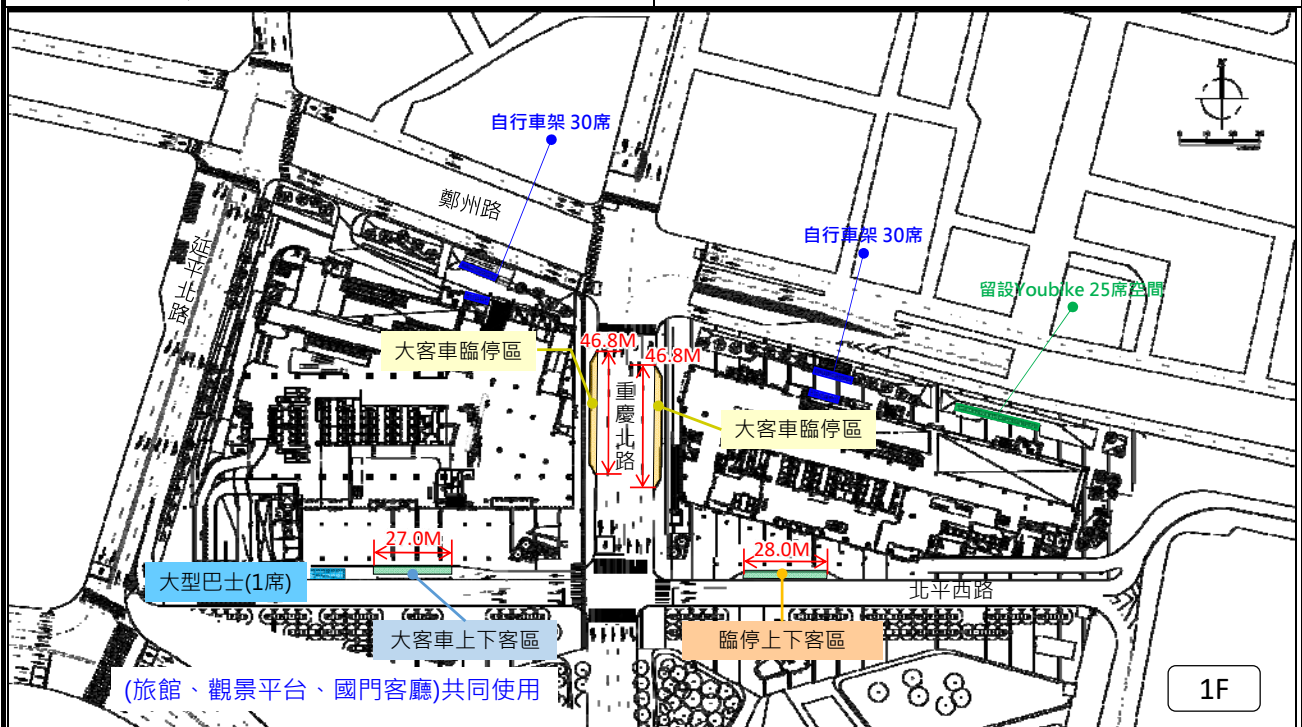 自行車架 30席
鄭州路
延平北路
自行車架 30席
留設Youbike 25席空間
大客車臨停區
46.8M
46.8M
重慶北路
大客車臨停區
27.0M
28.0M
大型巴士(1席)
北平西路
大客車上下客區
臨停上下客區
(旅館、觀景平台、國門客廳)共同使用
1F